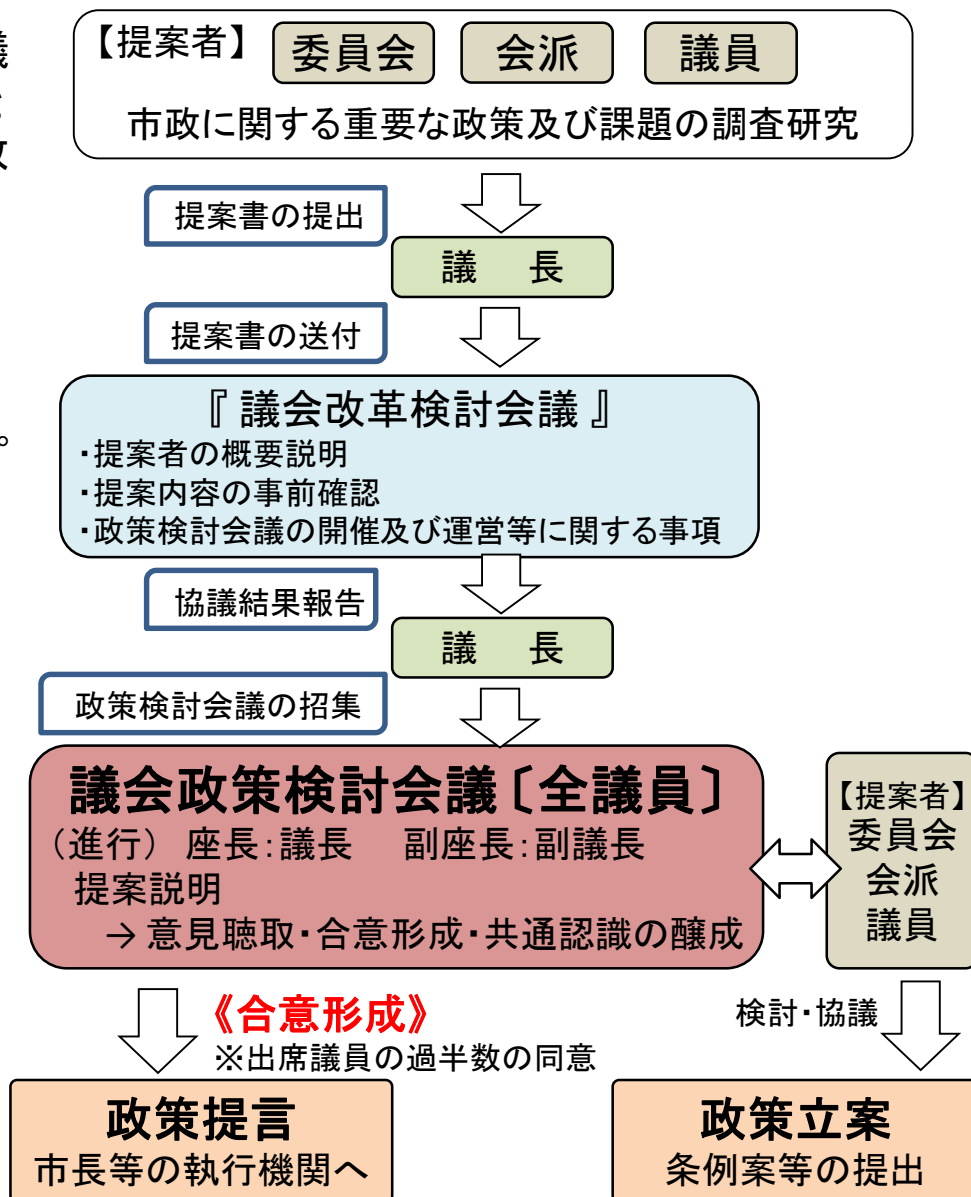 議
政
。
【提案者】 委員会 会派 議員
市政に関する重要な政策及び課題の調査研究
提案書の提出
議　長
提案書の送付
『 議会改革検討会議 』
・提案者の概要説明
・提案内容の事前確認
・政策検討会議の開催及び運営等に関する事項
協議結果報告
議　長
政策検討会議の招集
議会政策検討会議〔全議員〕
（進行） 座長：議長　副座長：副議長
提案説明
→ 意見聴取・合意形成・共通認識の醸成
【提案者】
委員会
会派
議員
《合意形成》
※出席議員の過半数の同意
検討・協議
政策提言
市長等の執行機関へ
政策立案
条例案等の提出